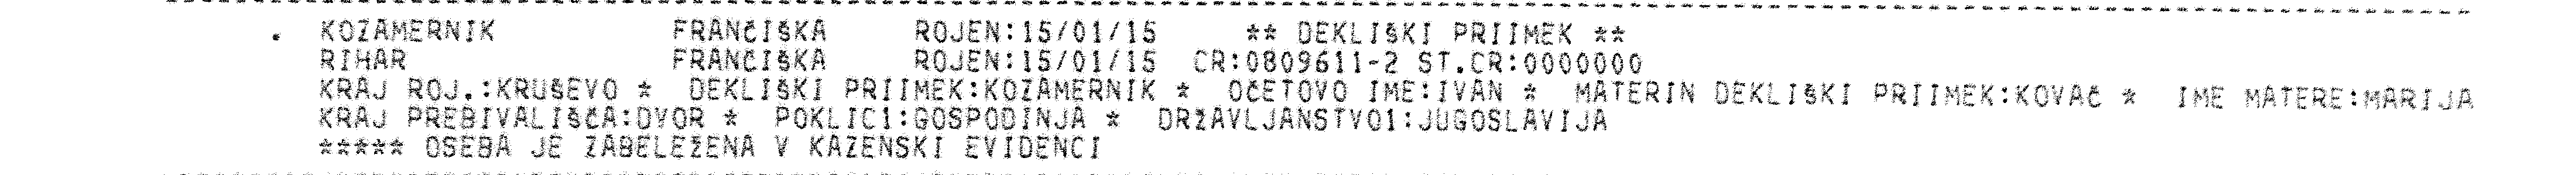 . KOZAMERNIK FRANČIŠKA ROJEN:15/01/15 ** DEKLIŠKI PRIIMEK **
RIHAR FRANČIŠKA ROJEN:15/01/15 CR:0809611-2 ST.CR:0000000
KRAJ ROJ.:KRUŠEVO * DEKLIŠKI PRIIMEK:KOZAMERNIK * OČETOVO IME:IVAN * MATERIN DEKLIŠKI PRIIMEK:KOVAČ * IME MATERE:MARIJA
KRAJ PREBIVALIŠČA:DVOR * POKLIC1:GOSPODINJA * DRŽAVLJANSTVO1:JUGOSLAVIJA
***** OSEBA JE ZABELEŽENA V KAZENSKI EVIDENCI